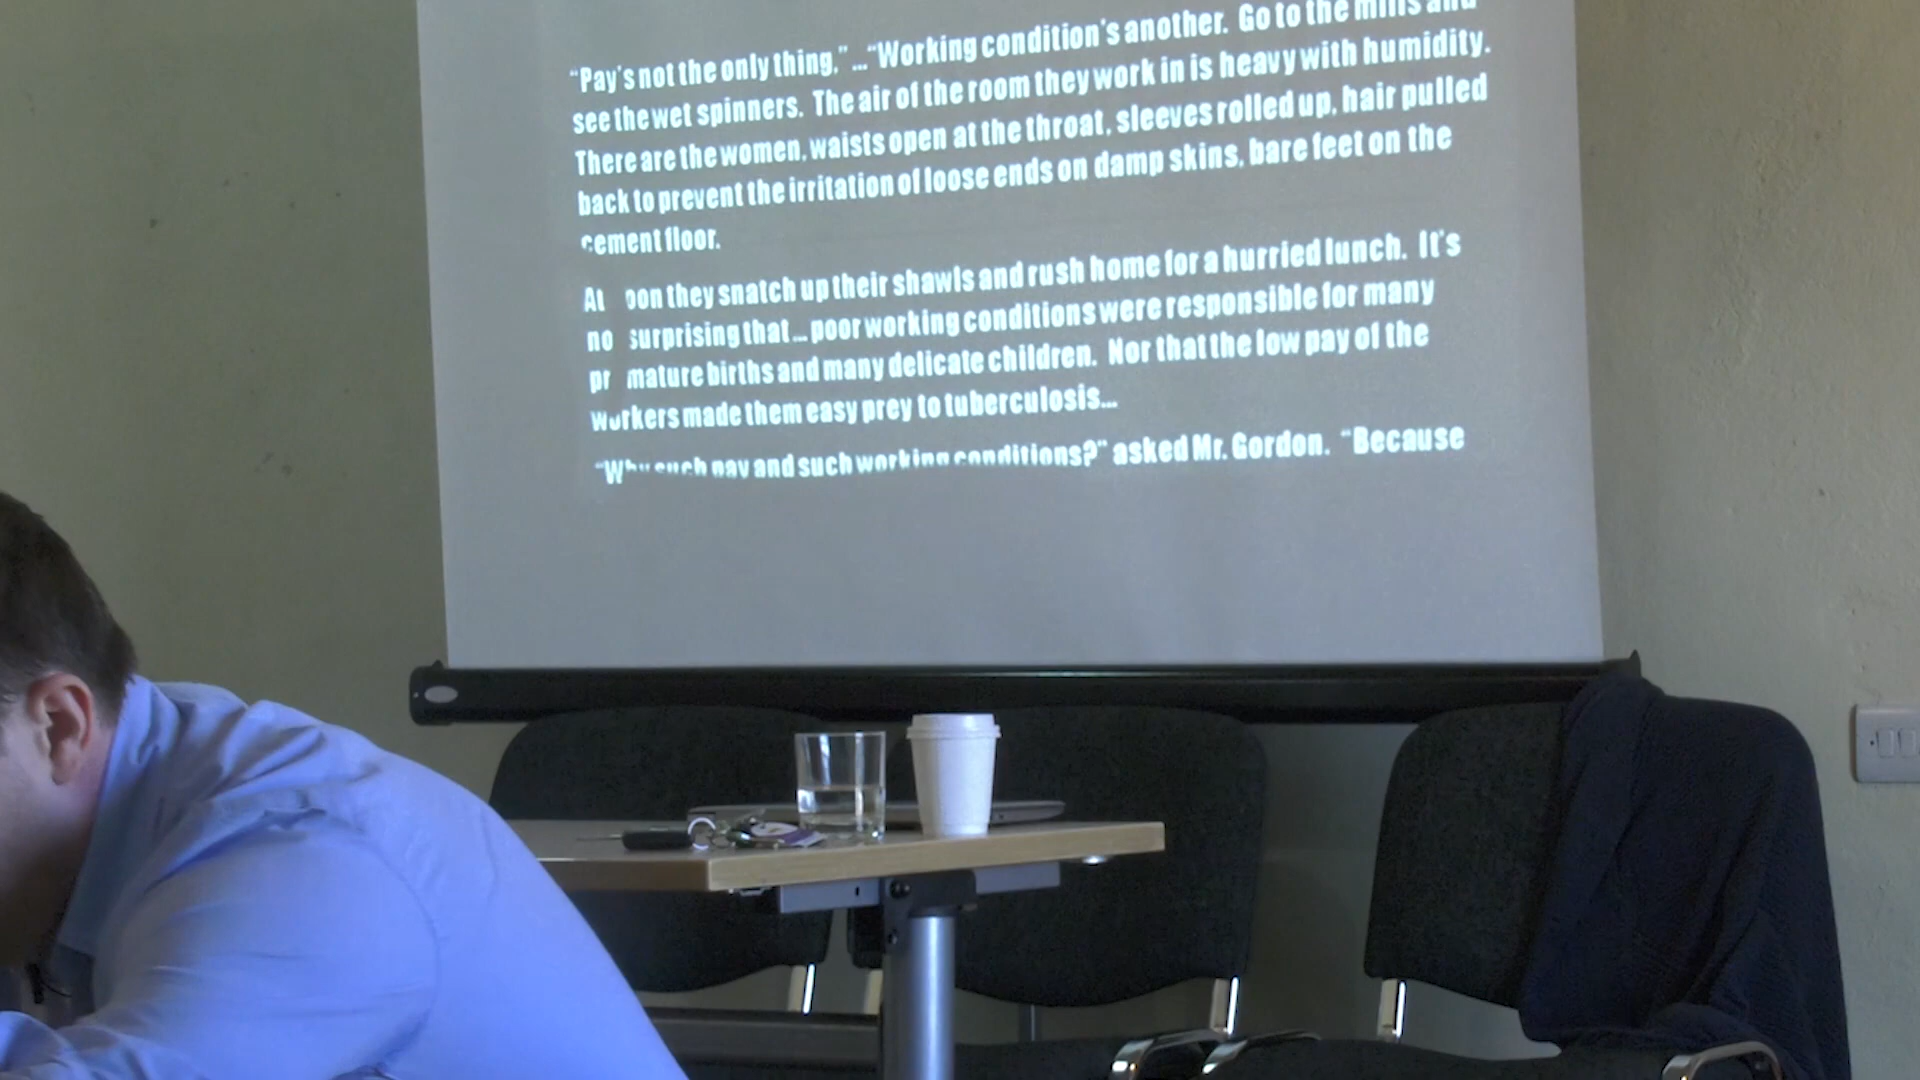 “Pay’s not the only thing,” ...“Working condition’s another. Go to the mills and
see the wet spinners. The air of the room they work in is heavy with humidity.
There are the women, waists open at the throat, sleeves rolled up, hair pulled
back to prevent the irritation of loose ends on damp skins, bare feet on the
cement floor.
At noon they snatch up their shawls and rush home for a hurried lunch. It’s
not surprising that ... poor working conditions were responsible for many
premature births and many delicate children. Nor that the low pay of the
workers made them easy prey to tuberculosis...
“Why such pay and such working conditions?” asked Mr. Gordon. “Because